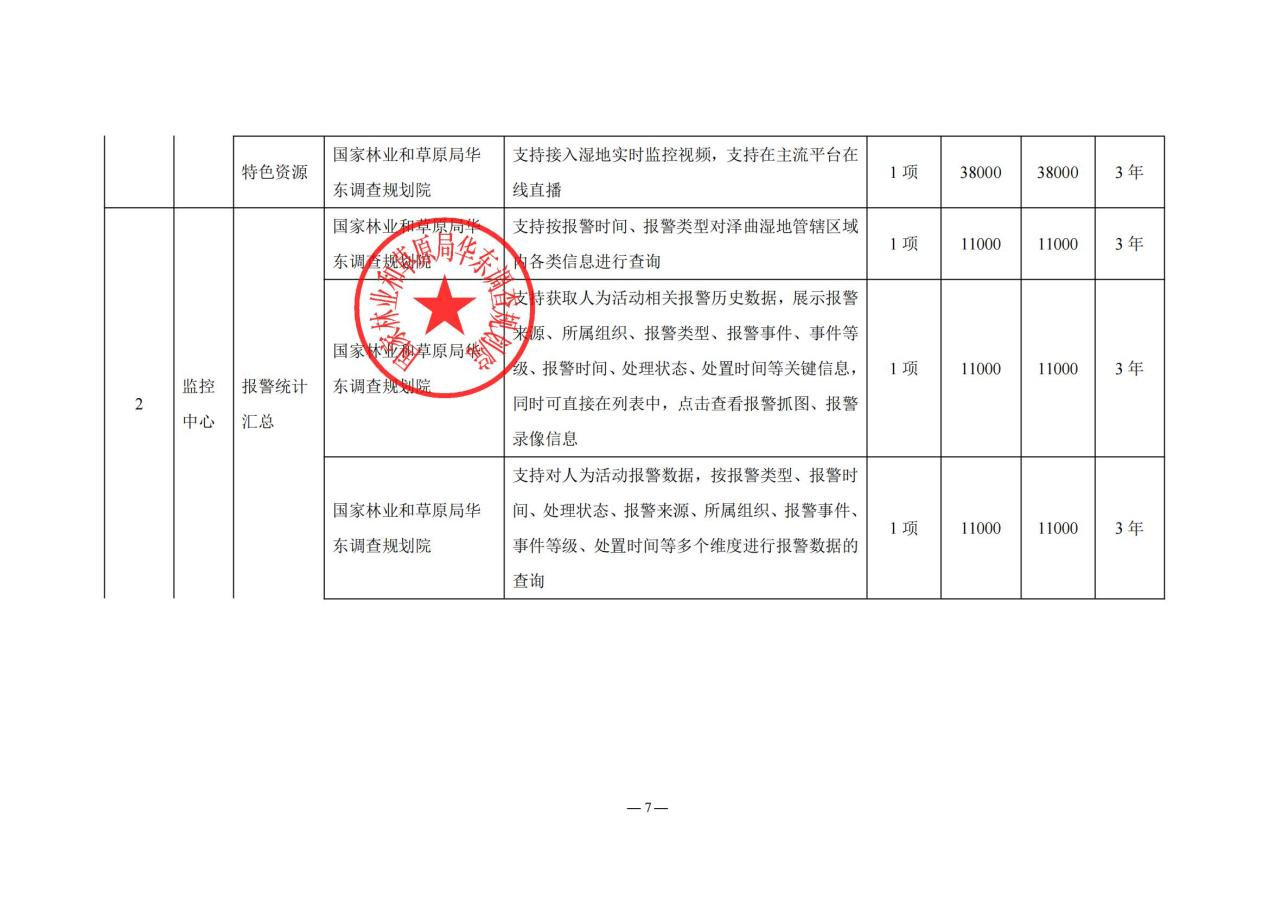 特色资源
国家林业和草原局华
东调查规划院
支持接入湿地实时监控视频，支持在主流平台在
线直播
1 项
38000
38000
3 年
2
监控
中心
报警统计
汇总
国家林业和草原局华
东调查规划院
支持按报警时间、报警类型对泽曲湿地管辖区域
内各类信息进行查询
1 项
11000
11000
3 年
国家林业和草原局华
东调查规划院
支持获取人为活动相关报警历史数据，展示报警
来源、所属组织、报警类型、报警事件、事件等
级、报警时间、处理状态、处置时间等关键信息，
同时可直接在列表中，点击查看报警抓图、报警
录像信息
1 项
11000
11000
3 年
国家林业和草原局华
东调查规划院
支持对人为活动报警数据，按报警类型、报警时
间、处理状态、报警来源、所属组织、报警事件、
事件等级、处置时间等多个维度进行报警数据的
查询
1 项
11000
11000
3 年
国家林业和草原局华东调查规划院
— 7 —